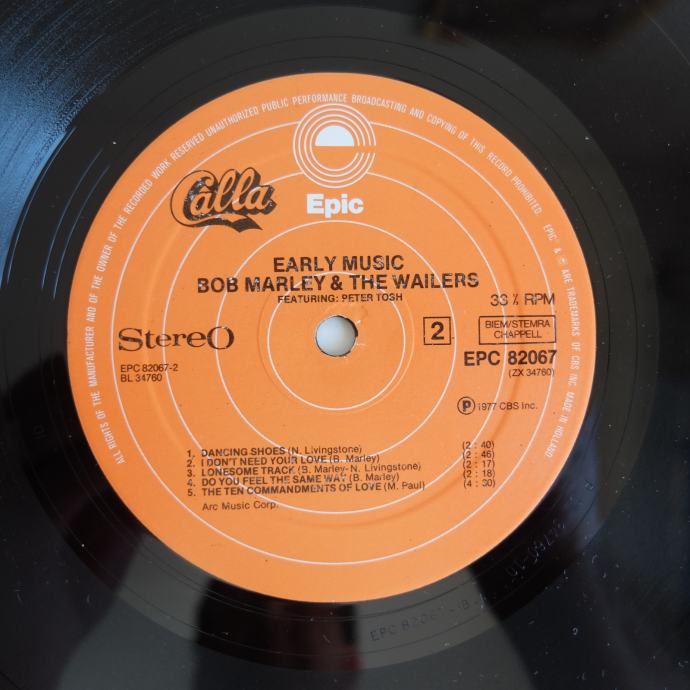 ALL RIGHTS OF THE MANUFACTURER AND OF THE OWNER OF THE RECORDED WORK RESERVED UNAUTHORIZED PUBLIC PERFORMANCE BROADCASTING AND COPYING OF THIS RECORD PROHIBITED. EPIC & ARE TRADEMARKS OF CBS INC. MADE IN HOLLAND
Calla
Epic
EARLY MUSIC
BOB MARLEY & THE WAILERS
FEATURING: PETER TOSH
33⅓ RPM
Stereo
2
BIEM/STEMRA
CHAPPELL
EPC 82067-2
BL 34760
EPC 82067
(ZX 34760)
Ⓟ 1977 CBS Inc.
1. DANCING SHOES (N. Livingstone) (2 : 40)
2. I DON'T NEED YOUR LOVE (B. Marley) (2 : 46)
3. LONESOME TRACK (B. Marley-N. Livingstone) (2 : 17)
4. DO YOU FEEL THE SAME WAY (B. Marley) (2 : 18)
5. THE TEN COMMANDMENTS OF LOVE (M. Paul) (4 : 30)
Arc Music Corp.